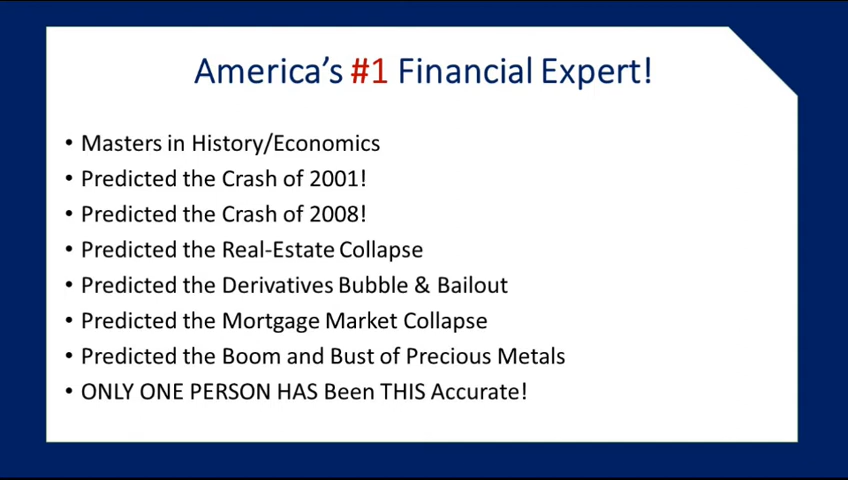 America's #1 Financial Expert!
• Masters in History/Economics
• Predicted the Crash of 2001!
• Predicted the Crash of 2008!
• Predicted the Real-Estate Collapse
• Predicted the Derivatives Bubble & Bailout
• Predicted the Mortgage Market Collapse
• Predicted the Boom and Bust of Precious Metals
• ONLY ONE PERSON HAS Been THIS Accurate!